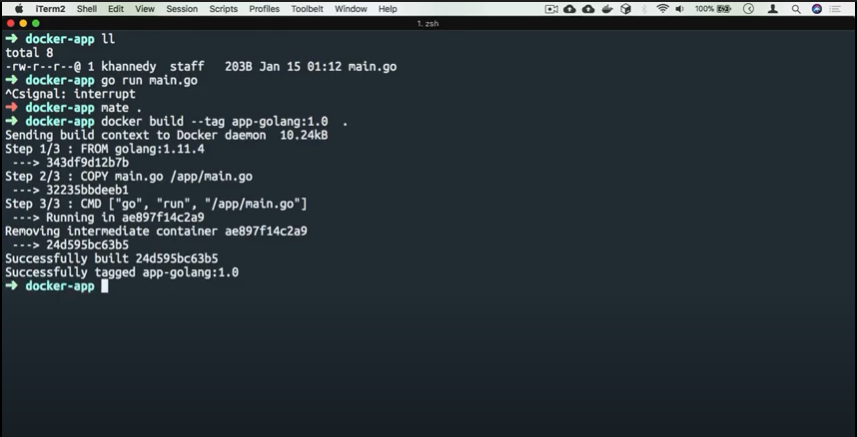 iTerm2 Shell Edit View Session Scripts Profiles Toolbelt Window Help 100%
1. zsh
➜ docker-app ll
total 8
-rw-r--r--@ 1 khannedy staff 203B Jan 15 01:12 main.go
➜ docker-app go run main.go
^Csignal: interrupt
➜ docker-app mate .
➜ docker-app docker build --tag app-golang:1.0 .
Sending build context to Docker daemon 10.24kB
Step 1/3 : FROM golang:1.11.4
---> 343df9d12b7b
Step 2/3 : COPY main.go /app/main.go
---> 32235bbdeeb1
Step 3/3 : CMD ["go", "run", "/app/main.go"]
---> Running in ae897f14c2a9
Removing intermediate container ae897f14c2a9
---> 24d595bc63b5
Successfully built 24d595bc63b5
Successfully tagged app-golang:1.0
➜ docker-app